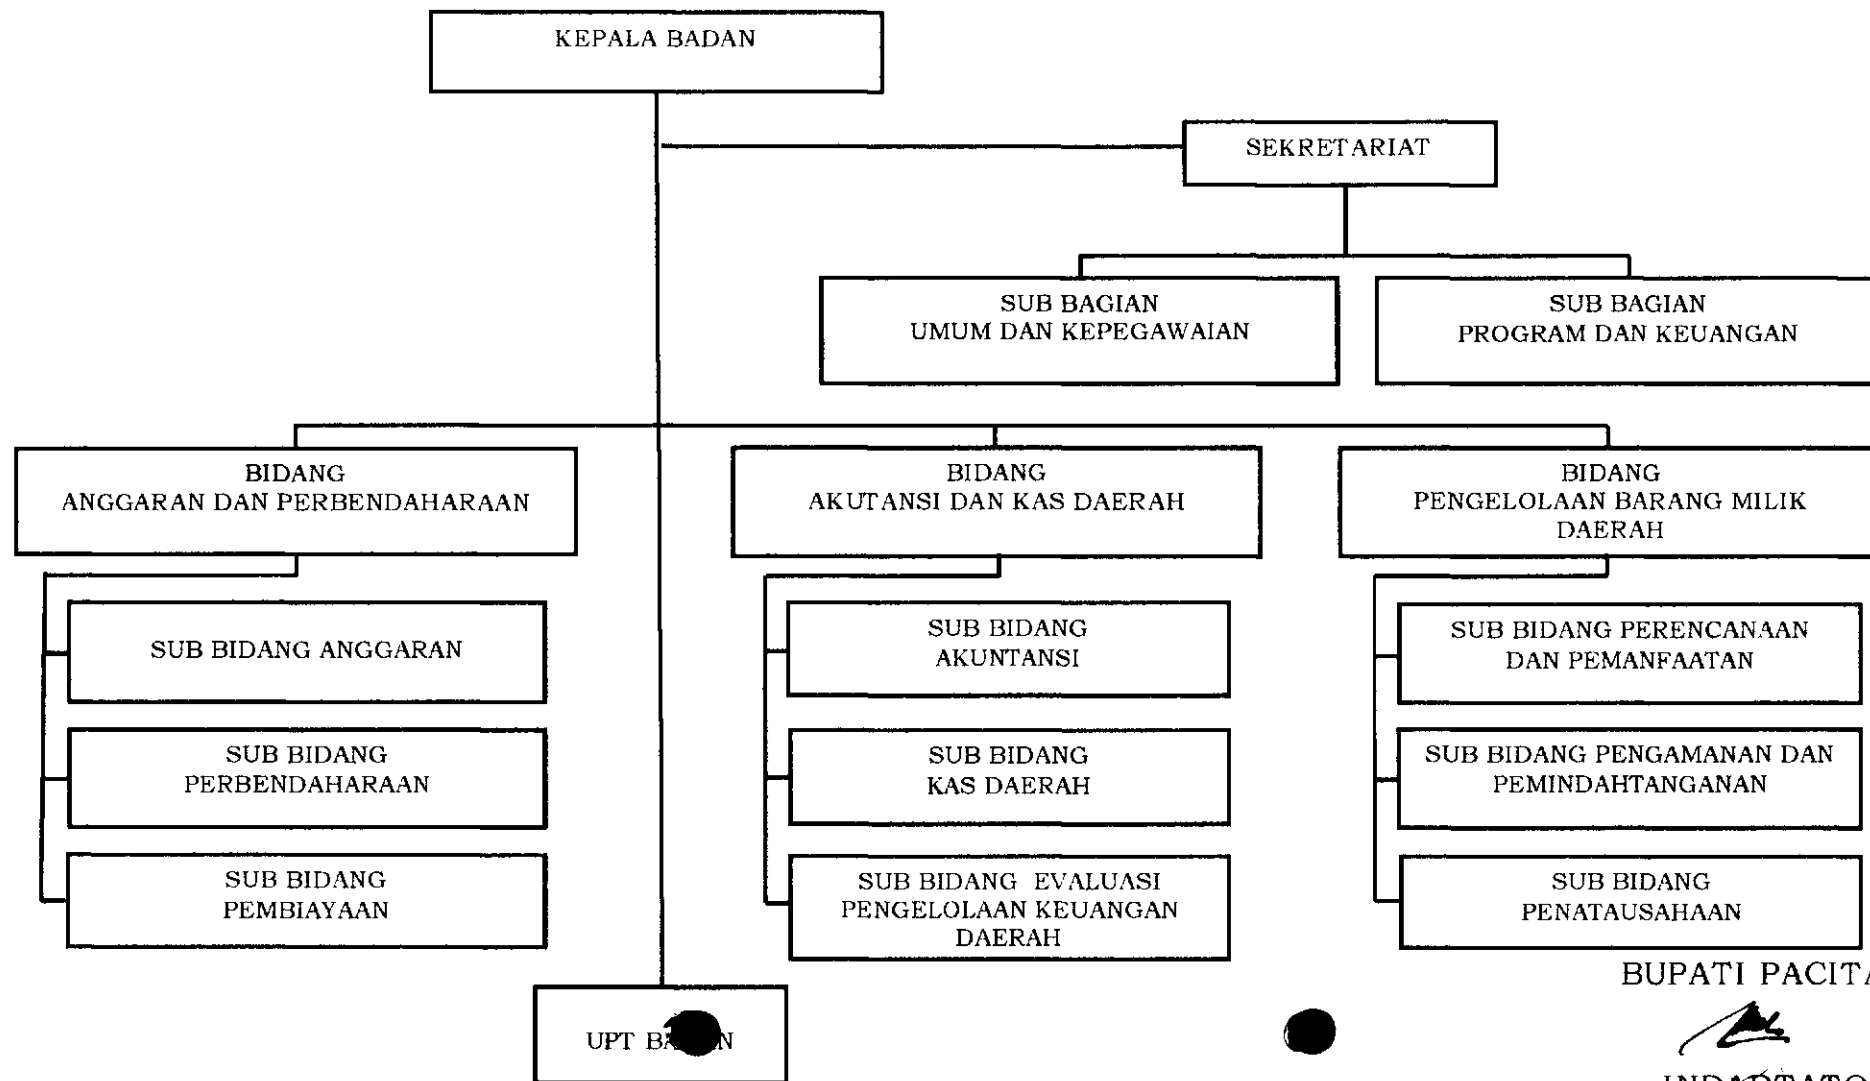 KEPALA BADAN
SEKRETARIAT
SUB BAGIAN
UMUM DAN KEPEGAWAIAN
SUB BAGIAN
PROGRAM DAN KEUANGAN
BIDANG
ANGGARAN DAN PERBENDAHARAAN
BIDANG
AKUTANSI DAN KAS DAERAH
BIDANG
PENGELOLAAN BARANG MILIK
DAERAH
SUB BIDANG ANGGARAN
SUB BIDANG
PERBENDAHARAAN
SUB BIDANG
PEMBIAYAAN
SUB BIDANG
AKUNTANSI
SUB BIDANG
KAS DAERAH
SUB BIDANG EVALUASI
PENGELOLAAN KEUANGAN
DAERAH
SUB BIDANG PERENCANAAN
DAN PEMANFAATAN
SUB BIDANG PENGAMANAN DAN
PEMINDAHTANGANAN
SUB BIDANG
PENATAUSAHAAN
UPT
BUPATI